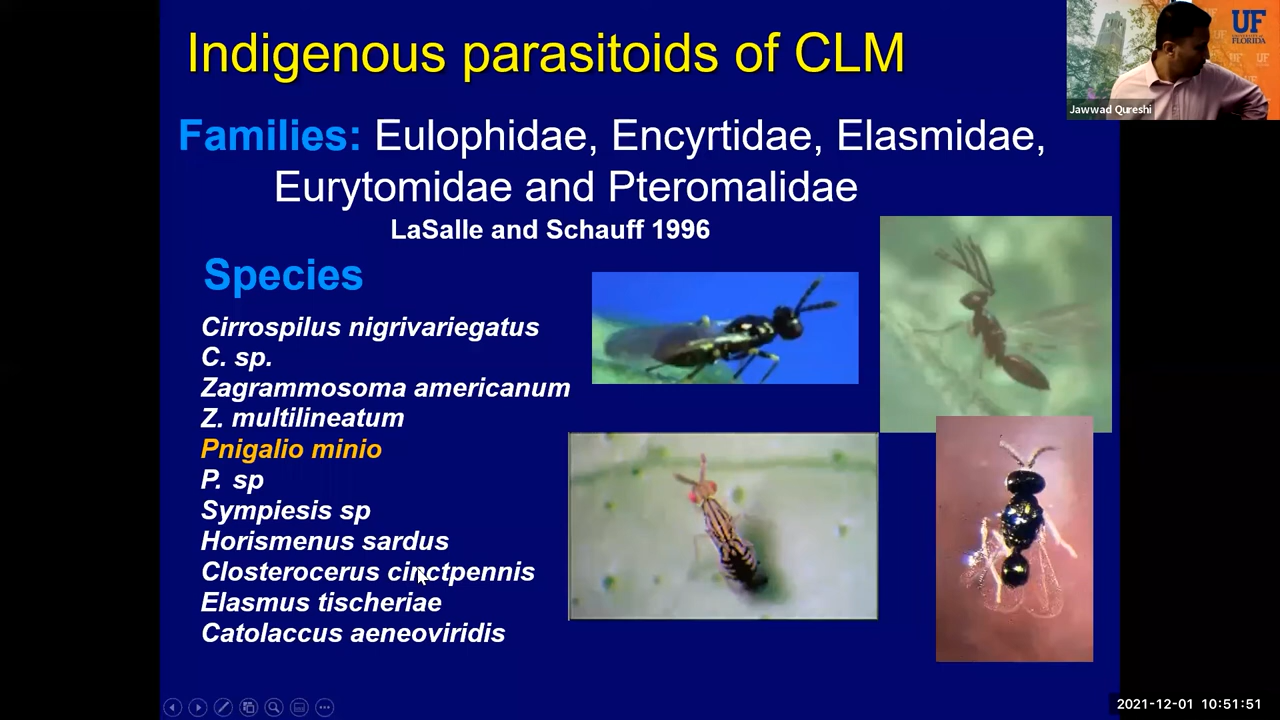 Indigenous parasitoids of CLM
UF
UNIVERSITY of
FLORIDA
Jawwad Qureshi
Families: Eulophidae, Encyrtidae, Elasmidae,
Eurytomidae and Pteromalidae
LaSalle and Schauff 1996
Species
Cirrospilus nigrivariegatus
C. sp.
Zagrammosoma americanum
Z. multilineatum
Pnigalio minio
P. sp
Sympiesis sp
Horismenus sardus
Closterocerus cinctpennis
Elasmus tischeriae
Catolaccus aeneoviridis
2021-12-01 10:51:51